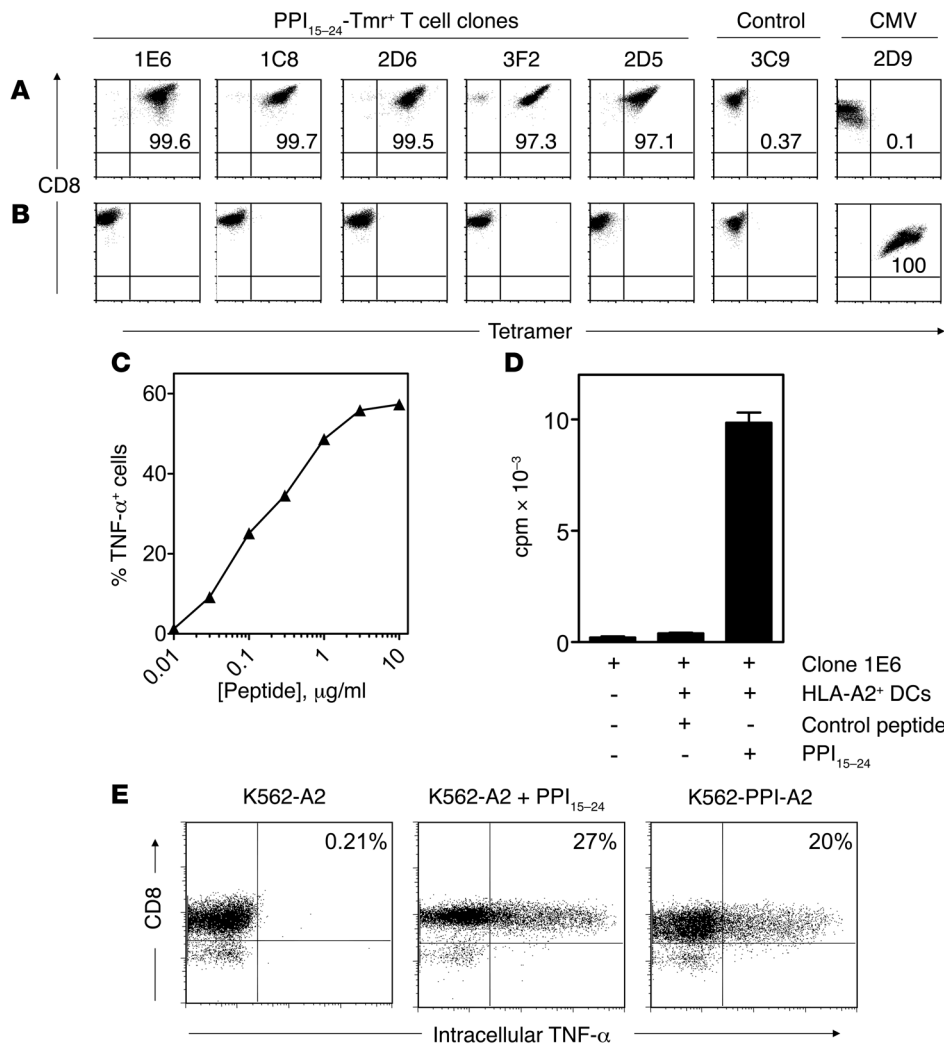 PPI₁₅₋₂₄-Tmr⁺ T cell clones Control CMV
1E6 1C8 2D6 3F2 2D5 3C9 2D9
A
99.6 99.7 99.5 97.3 97.1 0.37 0.1
CD8
B
100
Tetramer
C
% TNF-α⁺ cells
60
40
20
0
0.01 0.1 1 10
[Peptide], μg/ml
D
cpm × 10⁻³
10
5
0
+ + + Clone 1E6
- + + HLA-A2⁺ DCs
- + - Control peptide
- - + PPI₁₅₋₂₄
E
K562-A2 K562-A2 + PPI₁₅₋₂₄ K562-PPI-A2
0.21% 27% 20%
CD8
Intracellular TNF-α